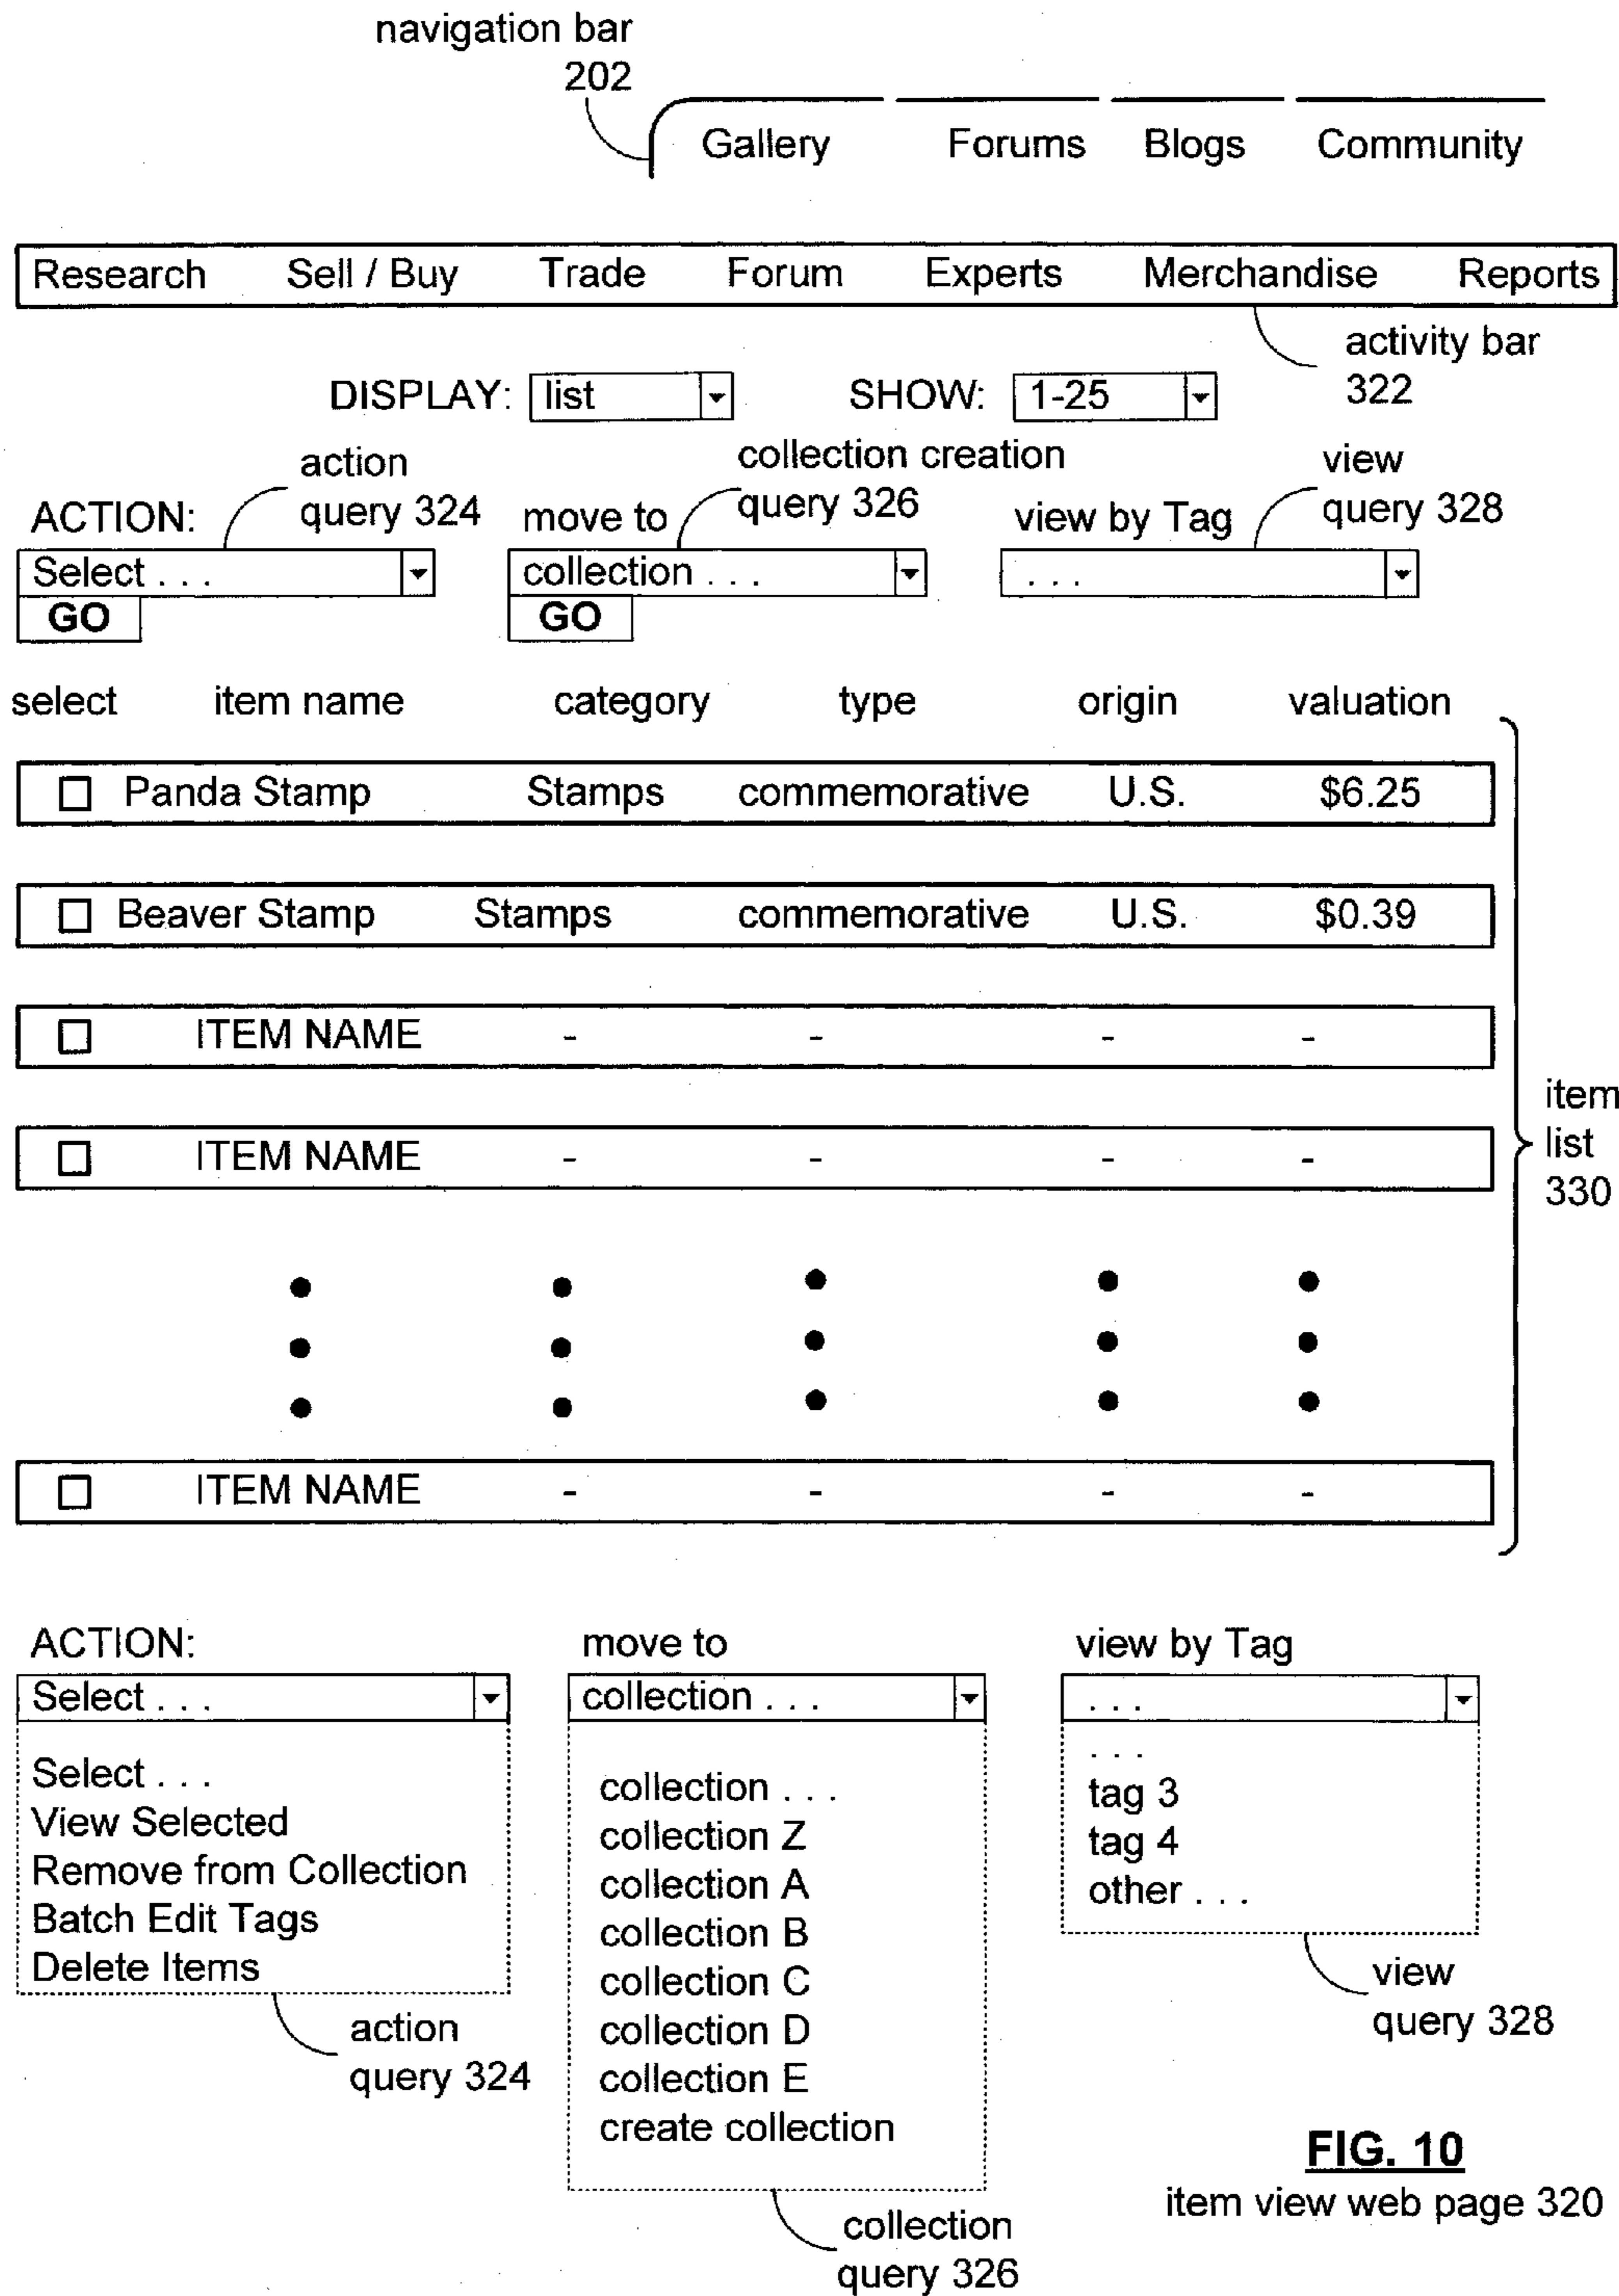 navigation bar
202
Gallery Forums Blogs Community
Research Sell / Buy Trade Forum Experts Merchandise Reports
activity bar
322
DISPLAY: list SHOW: 1-25
action
query 324
collection creation
query 326
view
query 328
ACTION: move to view by Tag
Select . . . collection . . . . . .
GO GO
select item name category type origin valuation
Panda Stamp Stamps commemorative U.S. $6.25
Beaver Stamp Stamps commemorative U.S. $0.39
ITEM NAME - - - -
ITEM NAME - - - -
ITEM NAME - - - -
item
list
330
ACTION:
Select . . .
Select . . .
View Selected
Remove from Collection
Batch Edit Tags
Delete Items
action
query 324
move to
collection . . .
collection . . .
collection Z
collection A
collection B
collection C
collection D
collection E
create collection
collection
query 326
view by Tag
. . .
. . .
tag 3
tag 4
other . . .
view
query 328
FIG. 10
item view web page 320